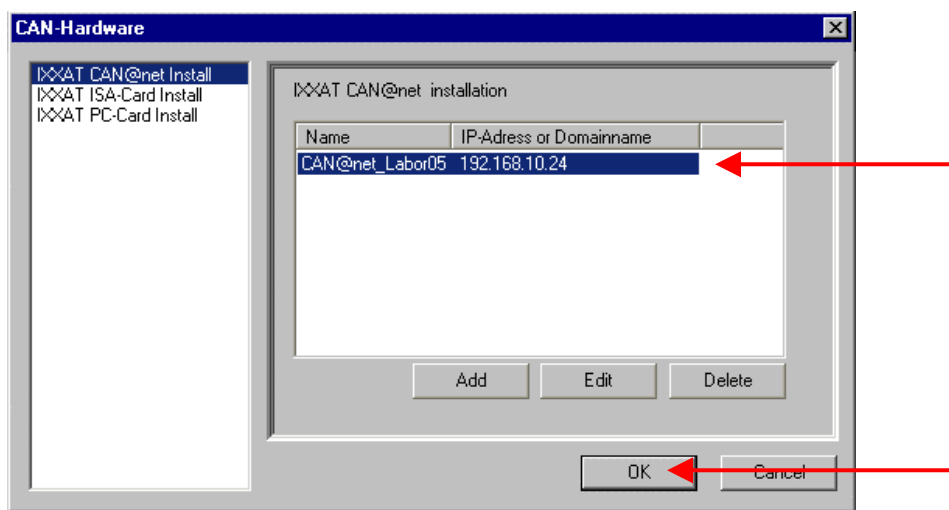 CAN-Hardware
IXXAT CAN@net Install
IXXAT ISA-Card Install
IXXAT PC-Card Install
IXXAT CAN@net installation
Name IP-Adress or Domainname
CAN@net_Labor05 192.168.10.24
Add Edit Delete
OK Cancel